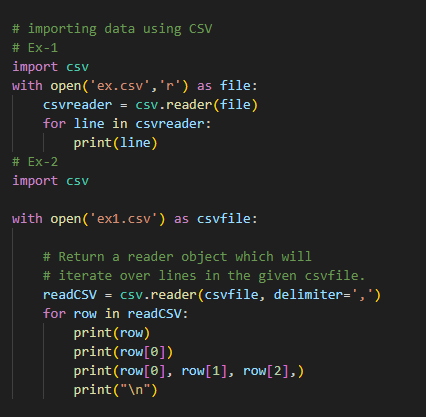 # importing data using CSV
# Ex-1
import csv
with open('ex.csv','r') as file:
    csvreader = csv.reader(file)
    for line in csvreader:
        print(line)
# Ex-2
import csv

with open('ex1.csv') as csvfile:

    # Return a reader object which will
    # iterate over lines in the given csvfile.
    readCSV = csv.reader(csvfile, delimiter=',')
    for row in readCSV:
        print(row)
        print(row[0])
        print(row[0], row[1], row[2],)
        print("\n")